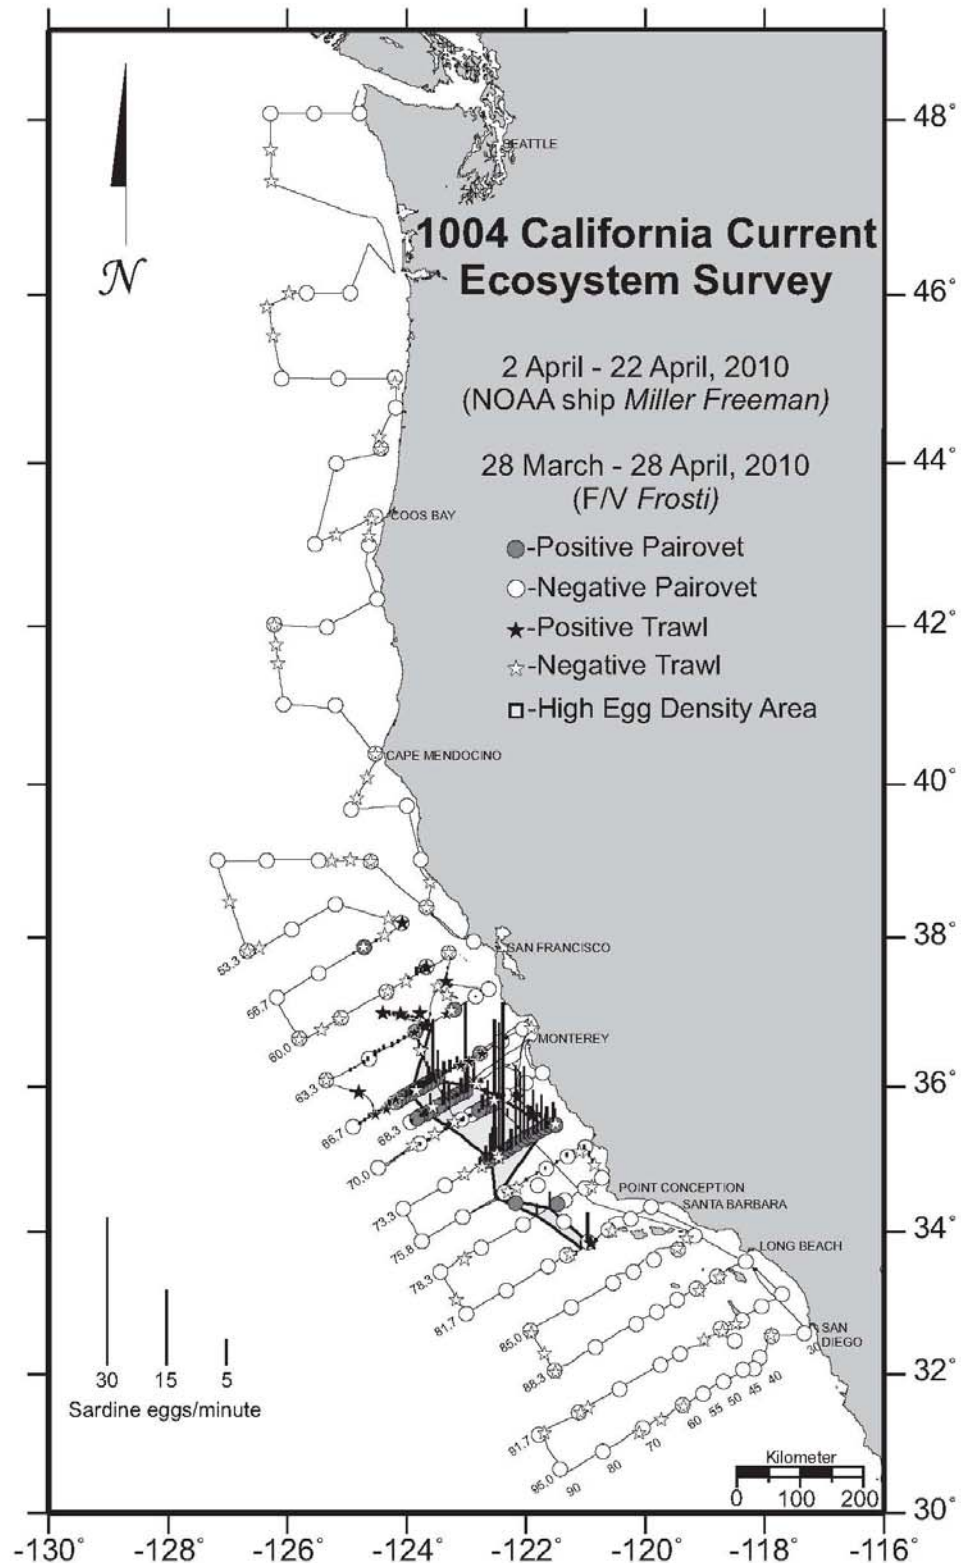 48°
SEATTLE
1004 California Current
Ecosystem Survey
N
46°
2 April - 22 April, 2010
(NOAA ship Miller Freeman)
44°
28 March - 28 April, 2010
(F/V Frosti)
COOS BAY
-Positive Pairovet
-Negative Pairovet
42°
-Positive Trawl
-Negative Trawl
-High Egg Density Area
CAPE MENDOCINO
40°
38°
SAN FRANCISCO
53.3
56.7
60.0
MONTEREY
63.3
36°
66.7
68.3
70.0
POINT CONCEPTION
SANTA BARBARA
73.3
34°
75.8
LONG BEACH
78.3
81.7
85.0
SAN
DIEGO
30
88.3
32°
30 15 5
Sardine eggs/minute
40
45
50
55
60
70
80
90
91.7
95.0
Kilometer
0 100 200
30°
-130° -128° -126° -124° -122° -120° -118° -116°